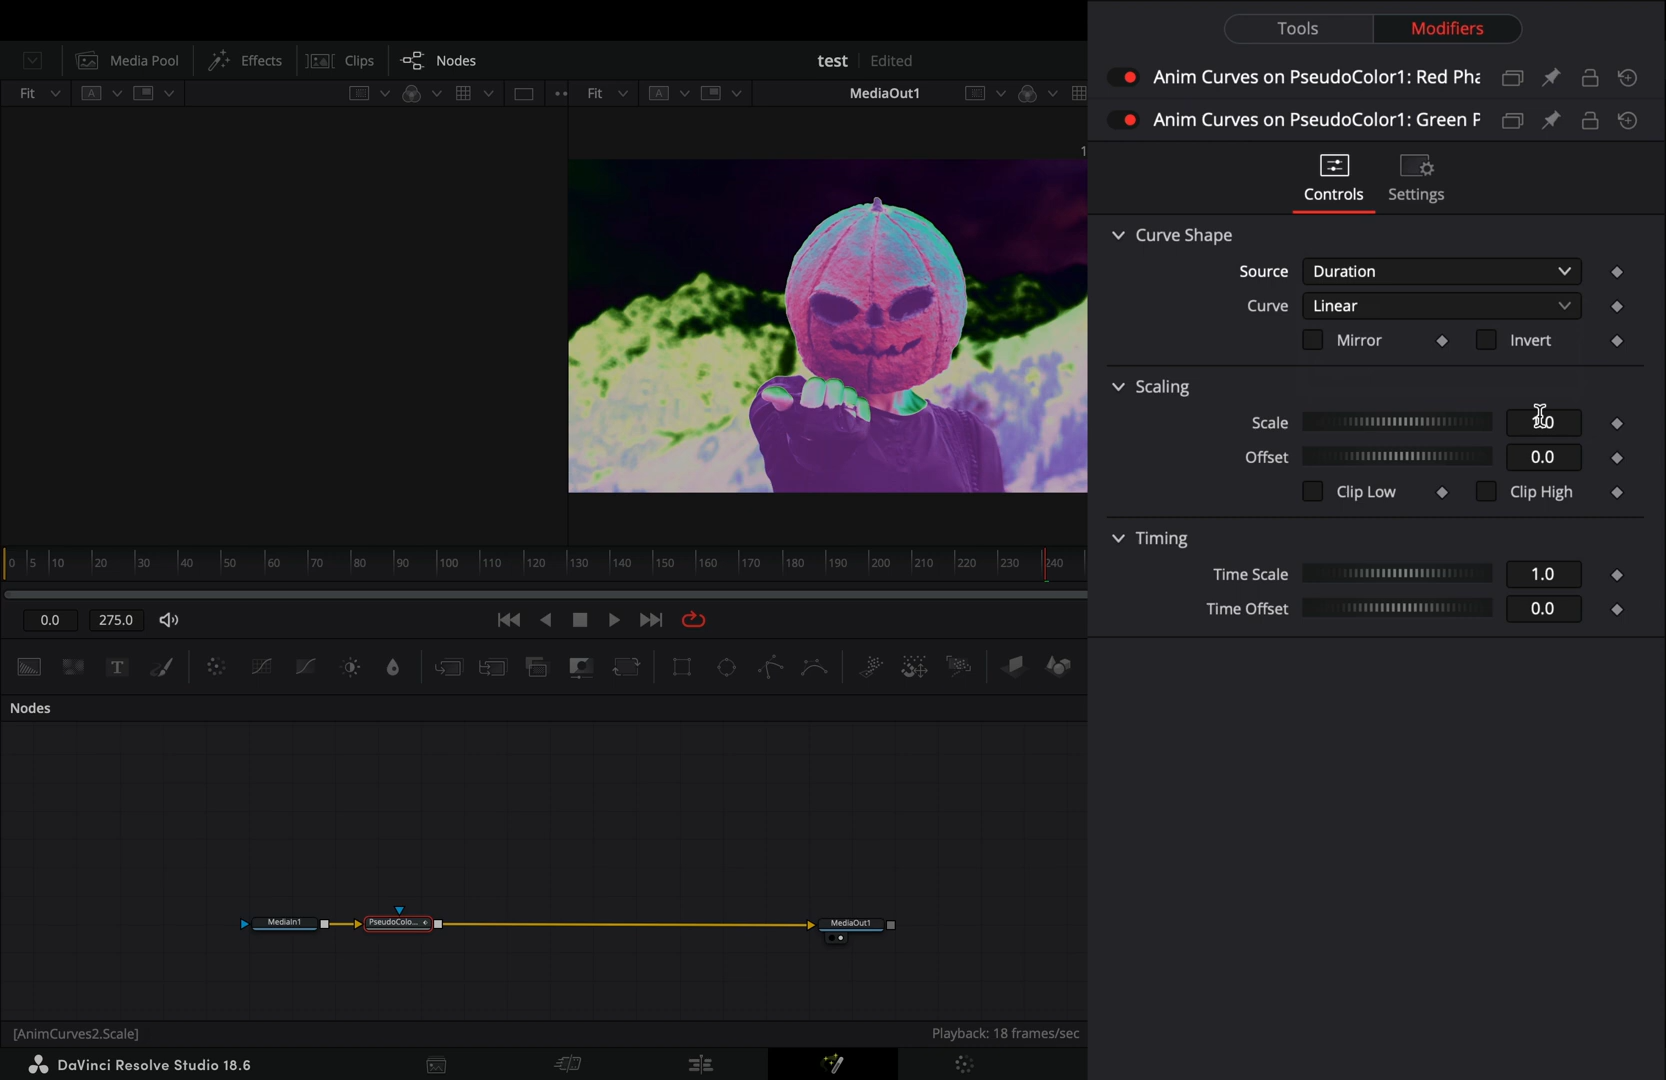 Tools Modifiers
Media Pool Effects Clips Nodes test Edited
Anim Curves on PseudoColor1: Red Pha
Fit A Fit A MediaOut1
Anim Curves on PseudoColor1: Green P
1
Controls Settings
Curve Shape
Source Duration
Curve Linear
Mirror Invert
Scaling
Scale
Offset 0.0
Clip Low Clip High
Timing
0 5 10 20 30 40 50 60 70 80 90 100 110 120 130 140 150 160 170 180 190 200 210 220 230 240
Time Scale 1.0
Time Offset 0.0
0.0 275.0
T
Nodes
MediaIn1 PseudoColo... MediaOut1
[AnimCurves2.Scale] Playback: 18 frames/sec
DaVinci Resolve Studio 18.6